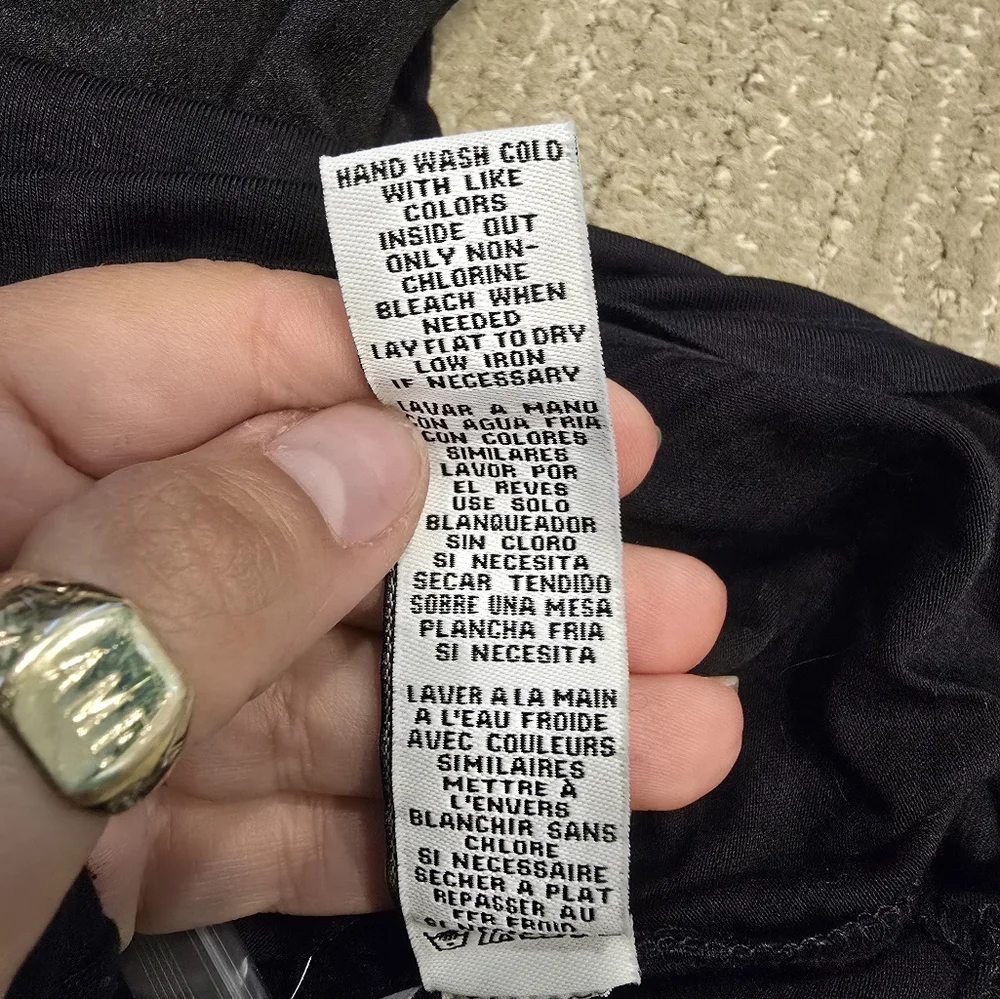 HAND WASH COLD
WITH LIKE
COLORS
INSIDE OUT
ONLY NON-
CHLORINE
BLEACH WHEN
NEEDED
LAY FLAT TO DRY
LOW IRON
IF NECESSARY
LAVAR A MANO
CON AGUA FRIA
CON COLORES
SIMILARES
LAVOR POR
EL REVES
USE SOLO
BLANQUEADOR
SIN CLORO
SI NECESITA
SECAR TENDIDO
SOBRE UNA MESA
PLANCHA FRIA
SI NECESITA
LAVER A LA MAIN
A L'EAU FROIDE
AVEC COULEURS
SIMILAIRES
METTRE À
L'ENVERS
BLANCHIR SANS
CHLORE
SI NECESSAIRE
SECHER A PLAT
REPASSER AU
FER FROID